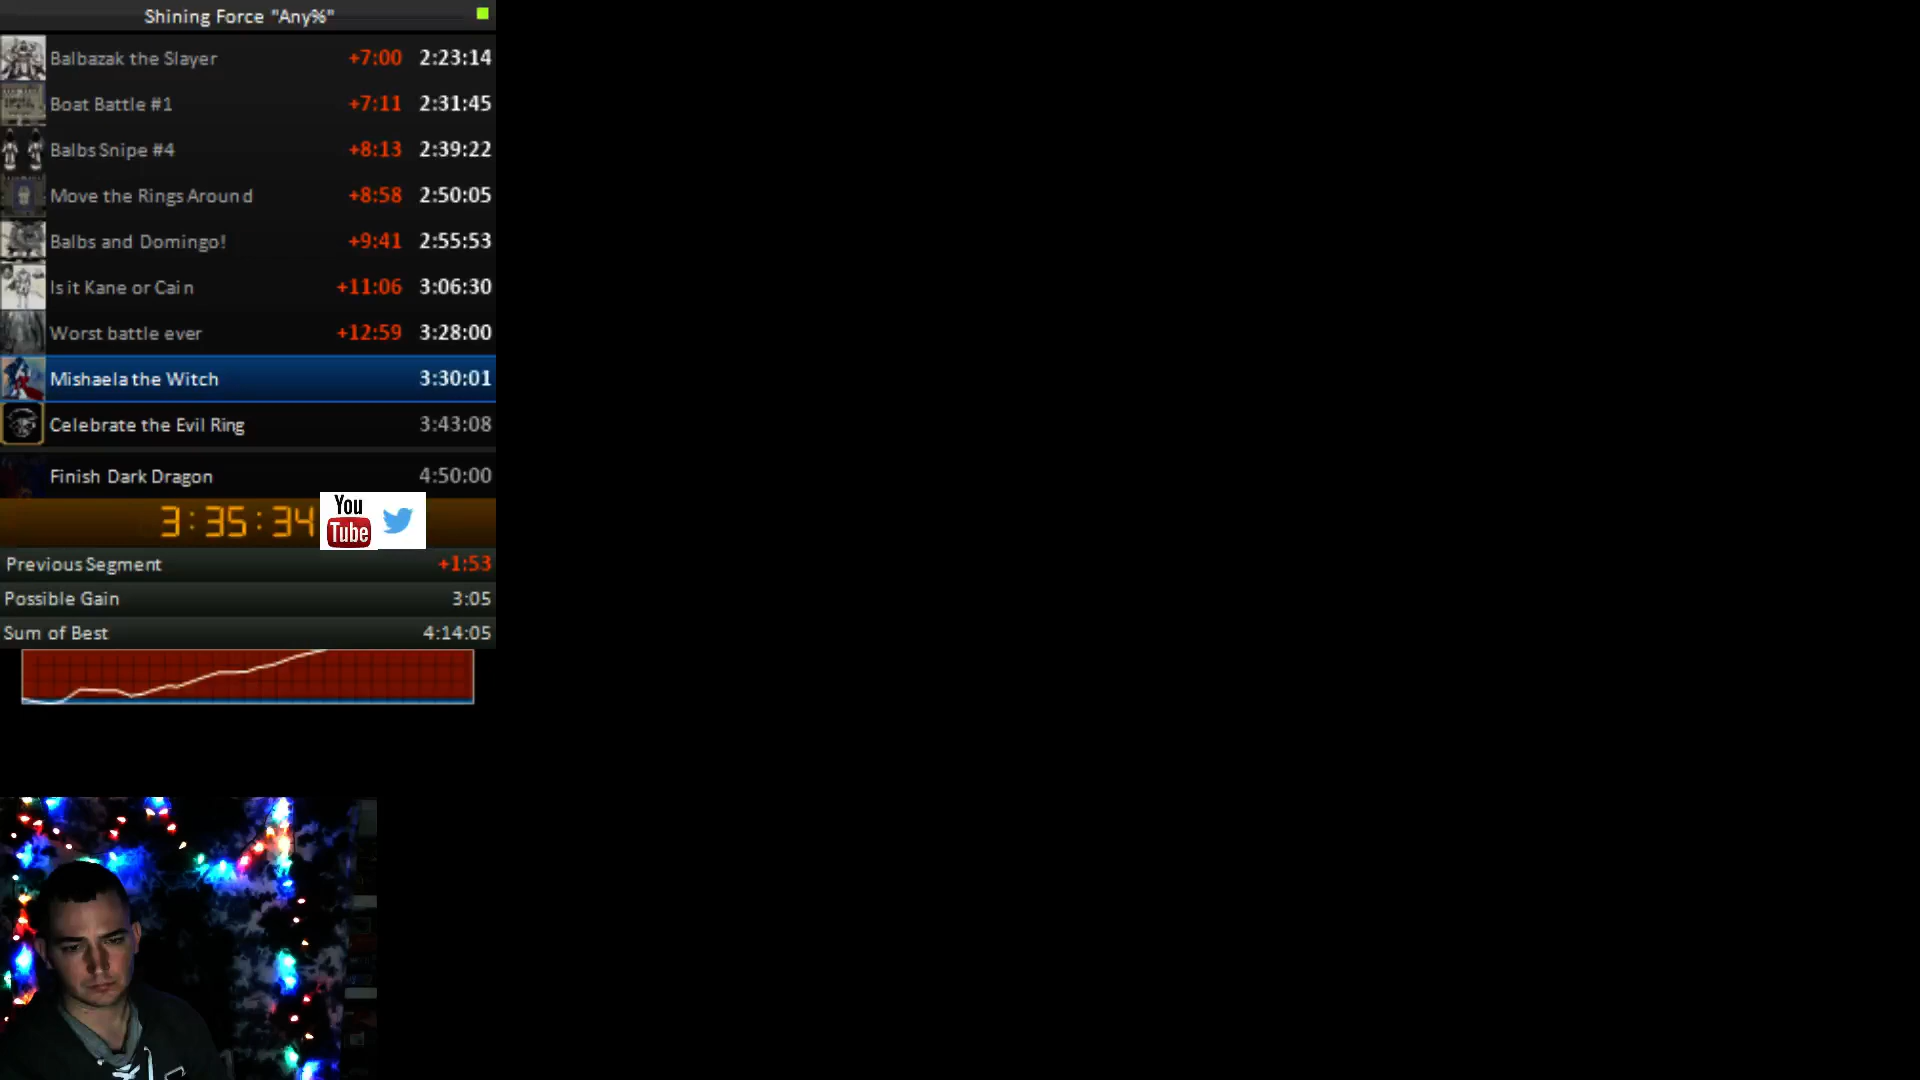 Shining Force "Any%"
Balbazak the Slayer +7:00 2:23:14
Boat Battle #1 +7:11 2:31:45
Balbs Snipe #4 +8:13 2:39:22
Move the Rings Around +8:58 2:50:05
Balbs and Domingo! +9:41 2:55:53
Is it Kane or Cain +11:06 3:06:30
Worst battle ever +12:59 3:28:00
Mishaela the Witch 3:30:01
Celebrate the Evil Ring 3:43:08
Finish Dark Dragon 4:50:00
3:35:34 You
Tube
Previous Segment +1:53
Possible Gain 3:05
Sum of Best 4:14:05